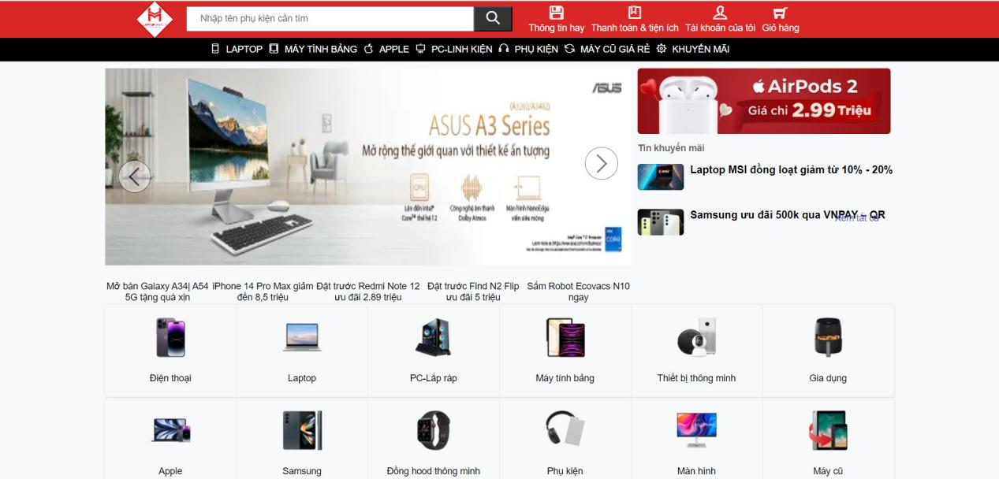 Nhập tên phụ kiện cần tìm
Thông tin hay
Thanh toán & tiện ích
Tài khoản của tôi
Giỏ hàng
LAPTOP
MÁY TÍNH BẢNG
APPLE
PC-LINH KIỆN
PHỤ KIỆN
MÁY CŨ GIÁ RẺ
KHUYẾN MÃI
ASUS
(A3202/A3402)
ASUS A3 Series
Mở rộng thế giới quan với thiết kế ấn tượng
CPU
Lên đến Intel®
Core™ thế hệ 12
Công nghệ âm thanh
Dolby Atmos
Màn hình NanoEdge
viền siêu mỏng
AirPods 2
Giá chỉ 2.99 Triệu
Tin khuyến mãi
Laptop MSI đồng loạt giảm từ 10% - 20%
Samsung ưu đãi 500k qua VNPAY – QR
Xem tất cả
Mở bán Galaxy A34| A54
5G tặng quà xịn
iPhone 14 Pro Max giảm
đến 8,5 triệu
Đặt trước Redmi Note 12
ưu đãi 2.89 triệu
Đặt trước Find N2 Flip
ưu đãi 5 triệu
Sắm Robot Ecovacs N10
ngay
Điện thoại
Laptop
PC-Lắp ráp
Máy tính bảng
Thiết bị thông minh
Gia dụng
Apple
Samsung
Đồng hood thông minh
Phụ kiện
Màn hình
Máy cũ